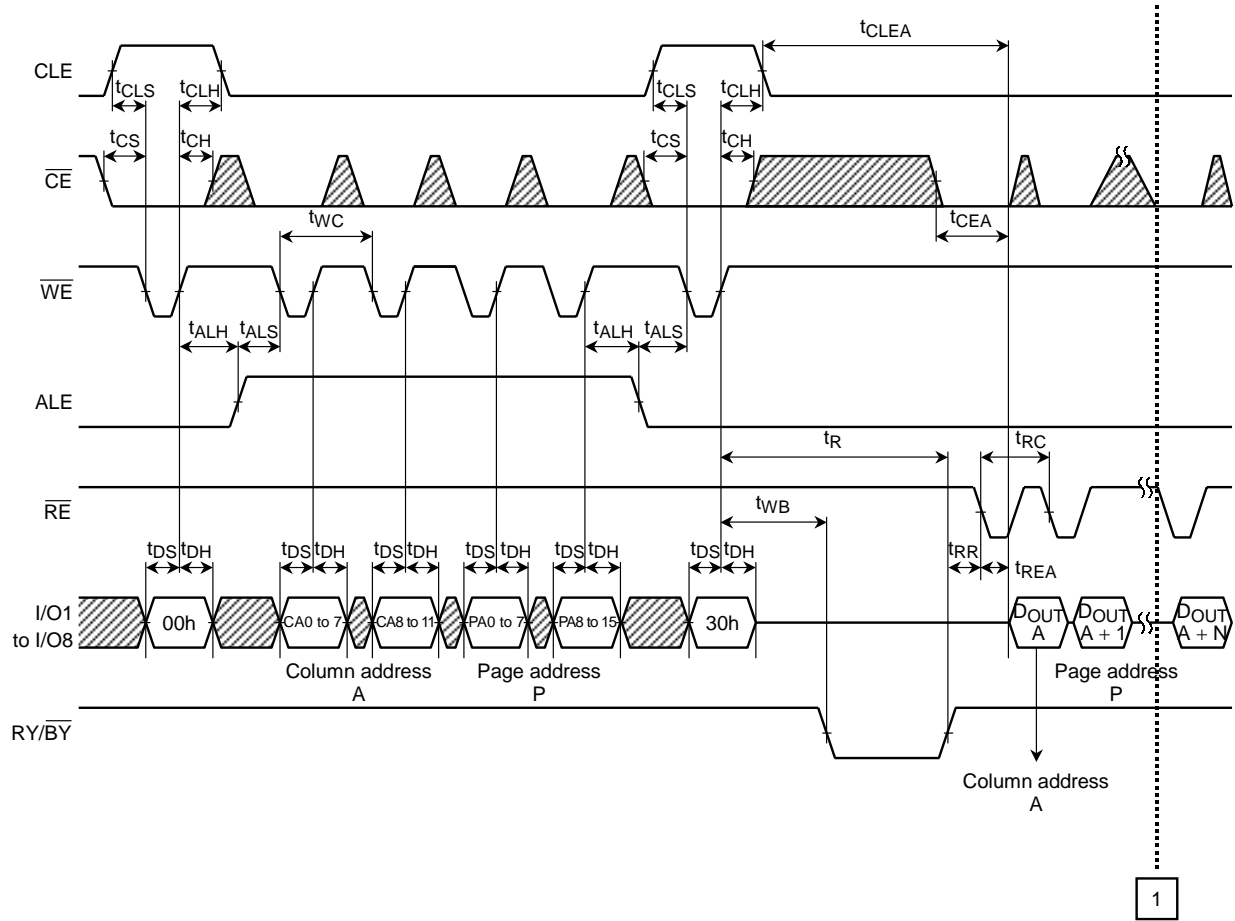 tCLEA
CLE
tCLS tCLH tCLS tCLH
tCS tCH tCS tCH
CE
tCEA
tWC
WE
tALH tALS tALH tALS
ALE
tR tRC
RE
tWB
tDS tDH tDS tDH tDS tDH tDS tDH tDS tDH tDS tDH tRR tREA
I/O1
to I/O8
00h CA0 to 7 CA8 to 11 PA0 to 7 PA8 to 15 30h DOUT A DOUT A + 1 DOUT A + N
Column address
A
Page address
P
Page address
P
RY/BY
Column address
A
1